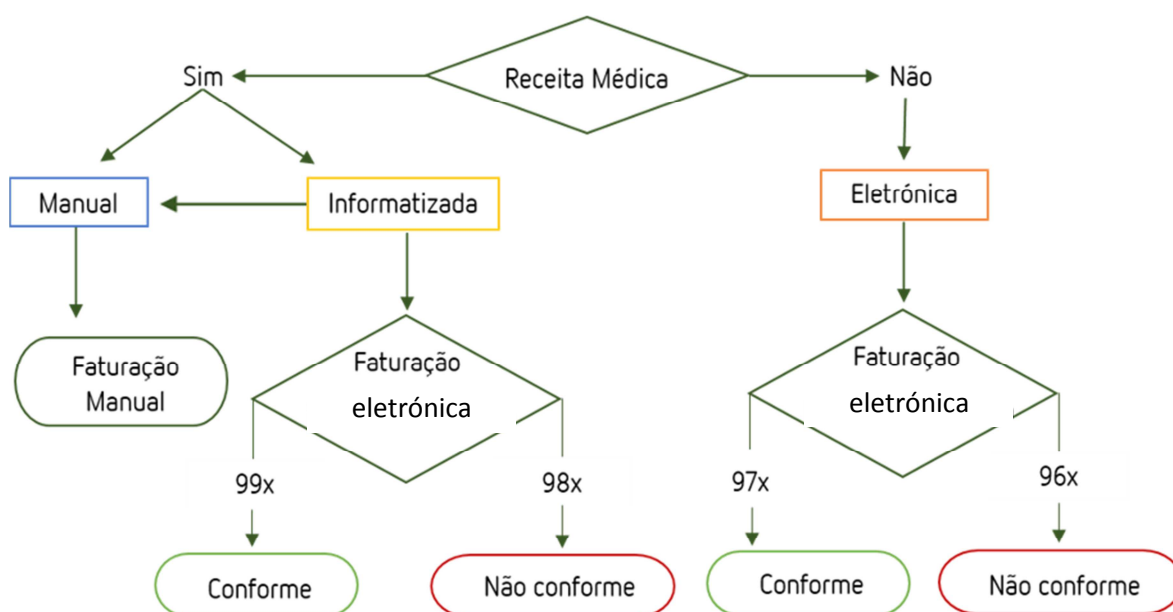 Receita Médica
Sim
Não
Manual
Informatizada
Eletrónica
Faturação
Manual
Faturação
eletrónica
Faturação
eletrónica
99x
98x
97x
96x
Conforme
Não conforme
Conforme
Não conforme